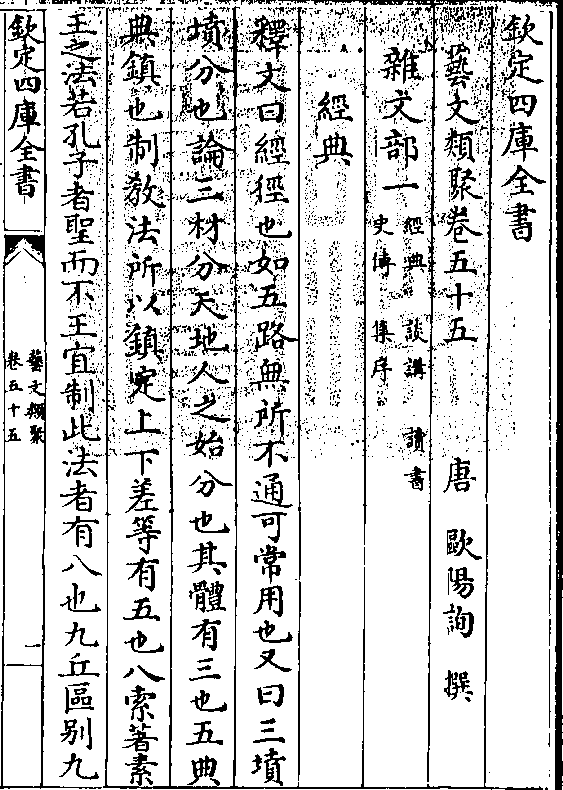 欽定四庫全書
藝文類聚卷五十五
唐 歐陽詢 撰
雜文部一 經典 談講 讀書
史傳 集序
經典
釋文曰經徑也如五路無所不通可常用也又曰三墳
墳分也論三材分天地人之始分也其體有三也五典
典鎮也制教法所以鎮定上下差等有五也八索著素
王之法若孔子者聖而不王宜制此法者有八也九丘區别九
欽定四庫全書
藝文類聚
卷五十五
一